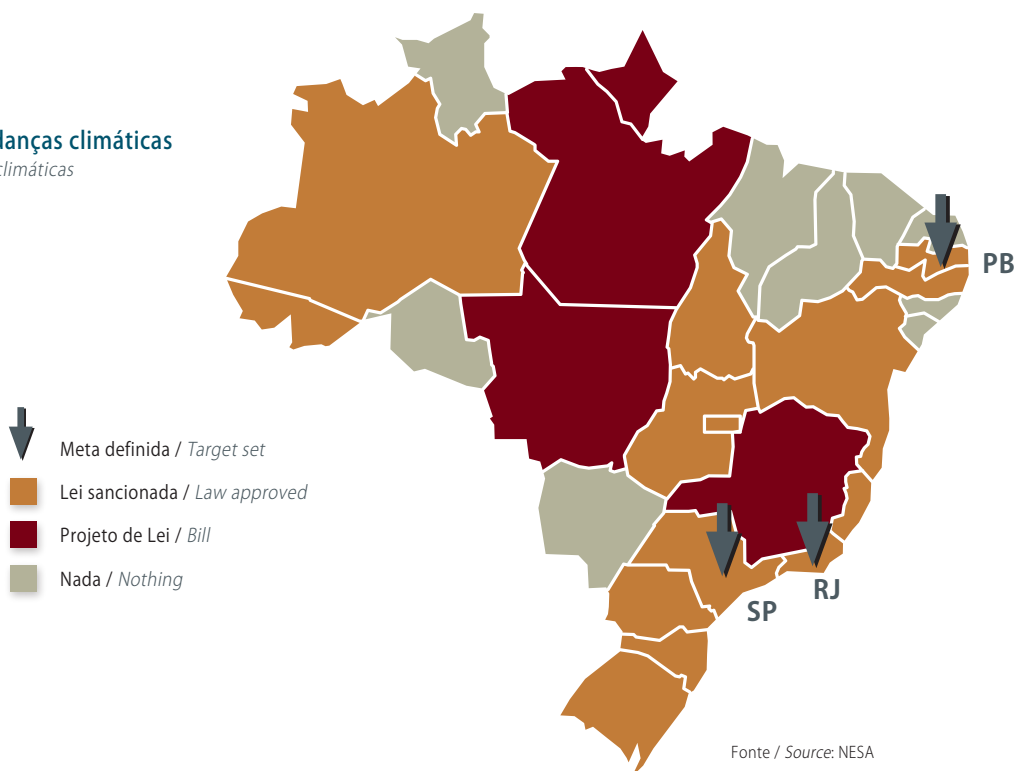 danças climáticas
climáticas
PB
Meta definida / Target set
Lei sancionada / Law approved
Projeto de Lei / Bill
Nada / Nothing
RJ
SP
Fonte / Source: NESA